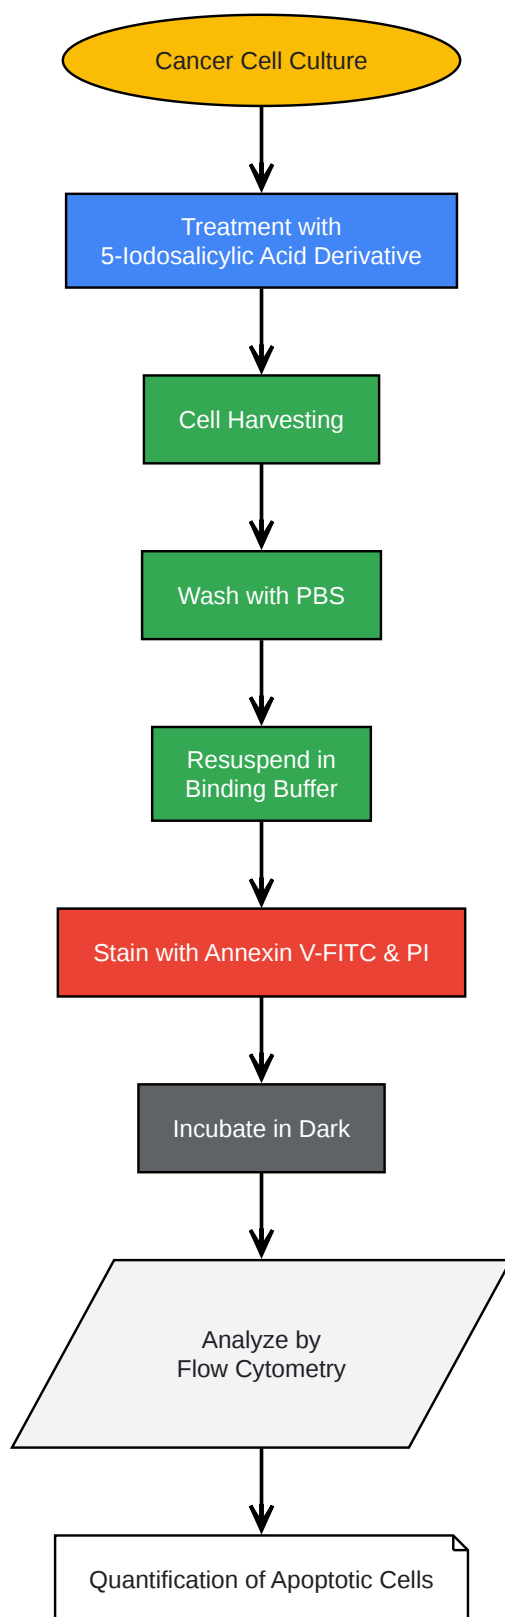 Cancer Cell Culture
Treatment with
5-Iodosalicylic Acid Derivative
Cell Harvesting
Wash with PBS
Resuspend in
Binding Buffer
Stain with Annexin V-FITC & PI
Incubate in Dark
Analyze by
Flow Cytometry
Quantification of Apoptotic Cells